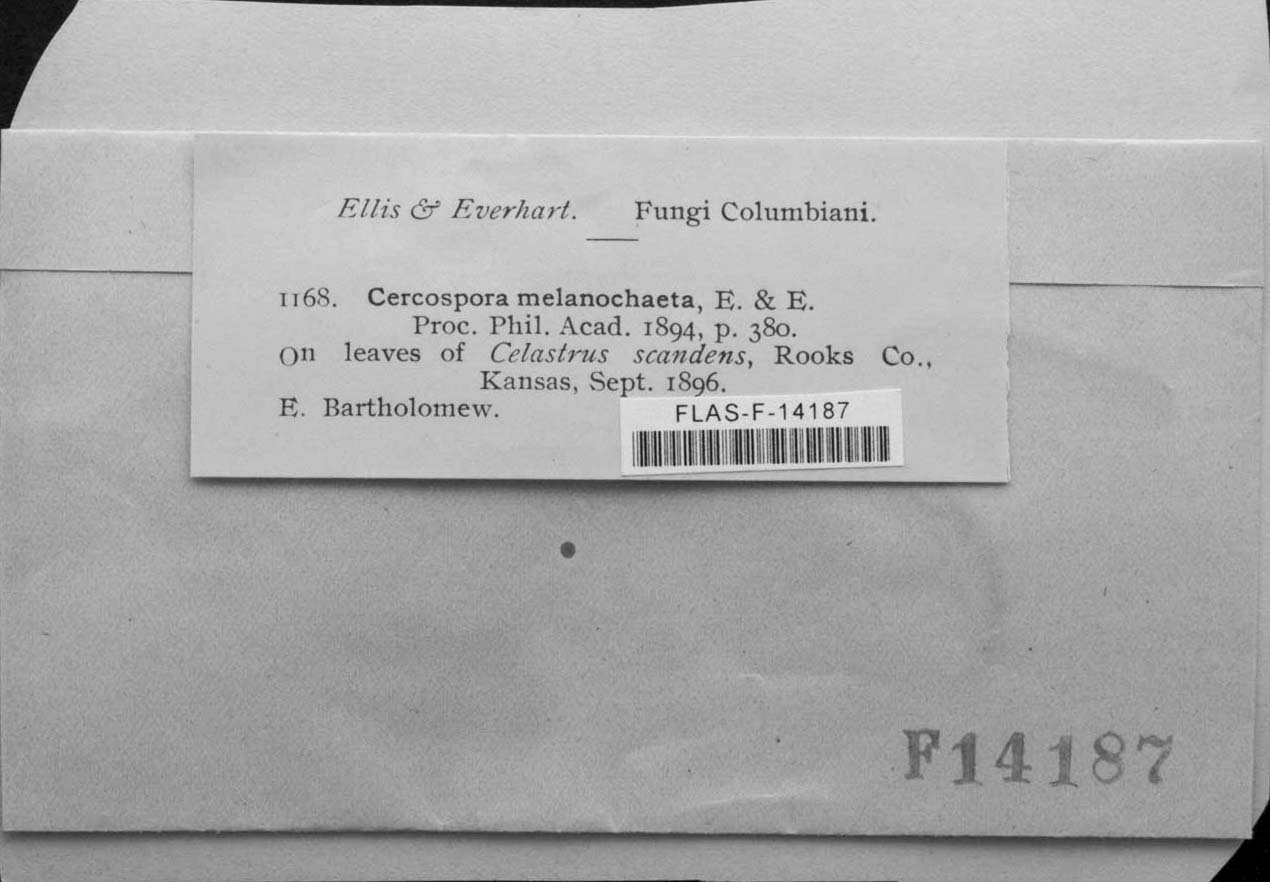 Ellis & Everhart. Fungi Columbiani.
1168. Cercospora melanochaeta, E. & E.
Proc. Phil. Acad. 1894, p. 380.
On leaves of Celastrus scandens, Rooks Co.,
Kansas, Sept. 1896.
E. Bartholomew.
FLAS-F-14187
F14187